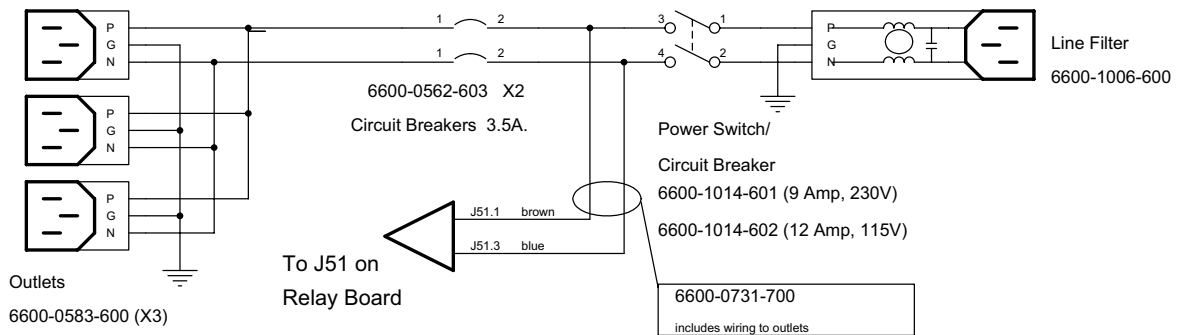 P
G
N
1 2
3 1
P
G
N
Line Filter
6600-1006-600
1 2
4 2
6600-0562-603 X2
Circuit Breakers 3.5A.
P
G
N
Power Switch/
Circuit Breaker
6600-1014-601 (9 Amp, 230V)
6600-1014-602 (12 Amp, 115V)
P
G
N
J51.1 brown
J51.3 blue
To J51 on
Relay Board
Outlets
6600-0583-600 (X3)
6600-0731-700
includes wiring to outlets